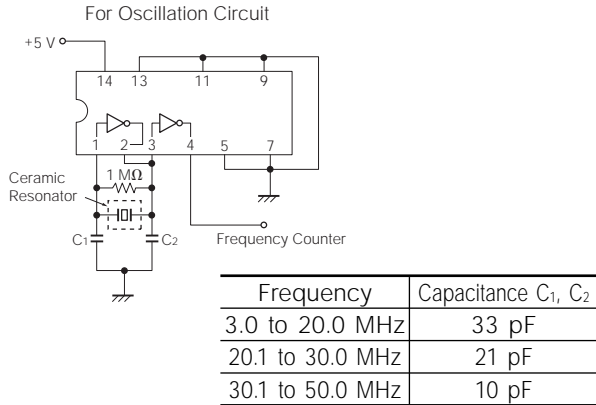 For Oscillation Circuit
+5 V
14 13 11 9
1 2 3 4 5 7
1 MΩ
Ceramic
Resonator
C1 C2
Frequency Counter
Frequency Capacitance C1, C2
3.0 to 20.0 MHz 33 pF
20.1 to 30.0 MHz 21 pF
30.1 to 50.0 MHz 10 pF